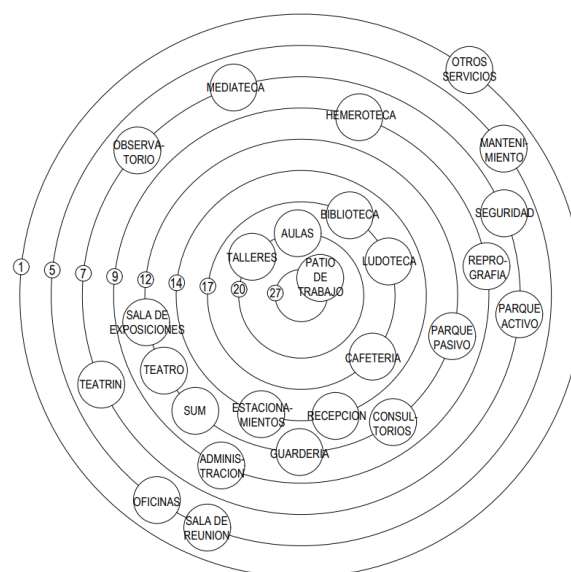 OTROS
SERVICIOS
MEDIATECA
HEMEROTECA
OBSERVA-
TORIO
MANTENI-
MIENTO
BIBLIOTECA
SEGURIDAD
AULAS
TALLERES
LUDOTECA
PATIO
DE
TRABAJO
REPRO-
GRAFIA
1
5
7
9
12
14
17
20
27
PARQUE
ACTIVO
SALA DE
EXPOSICIONES
PARQUE
PASIVO
CAFETERIA
TEATRO
TEATRIN
SUM
ESTACIONA-
MIENTOS
RECEPCION
CONSUL-
TORIOS
GUARDERIA
ADMINIS-
TRACION
OFICINAS
SALA DE
REUNION